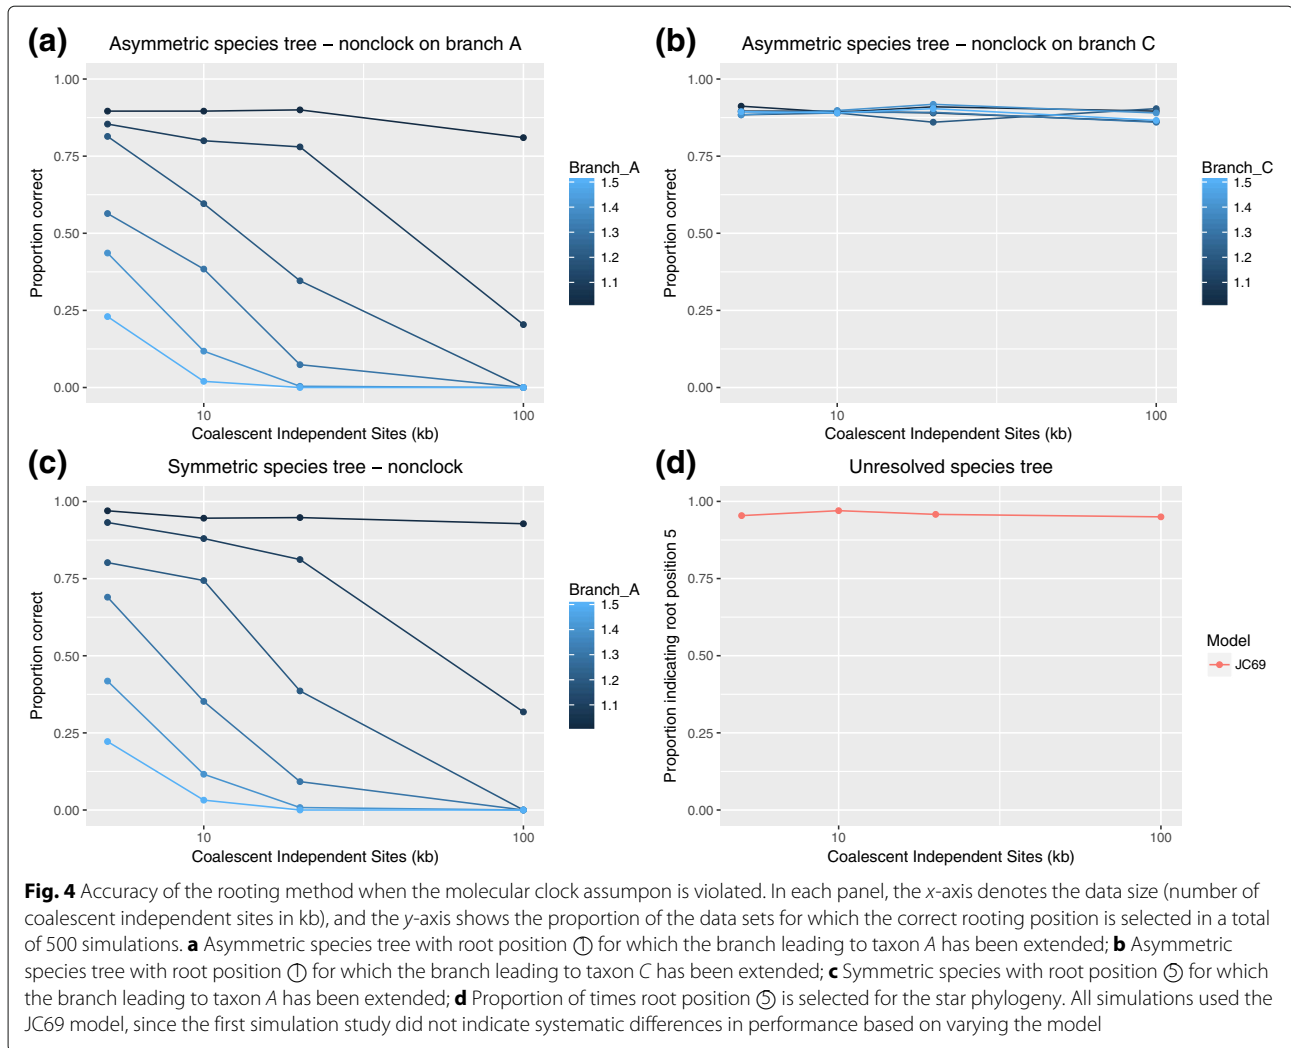 (a)
Asymmetric species tree – nonclock on branch A
1.00
0.75
0.50
0.25
0.00
Proportion correct
10
100
Coalescent Independent Sites (kb)
Branch_A
1.5
1.4
1.3
1.2
1.1
(b)
Asymmetric species tree – nonclock on branch C
1.00
0.75
0.50
0.25
0.00
Proportion correct
10
100
Coalescent Independent Sites (kb)
Branch_C
1.5
1.4
1.3
1.2
1.1
(c)
Symmetric species tree – nonclock
1.00
0.75
0.50
0.25
0.00
Proportion correct
10
100
Coalescent Independent Sites (kb)
Branch_A
1.5
1.4
1.3
1.2
1.1
(d)
Unresolved species tree
1.00
0.75
0.50
0.25
0.00
Proportion indicating root position 5
10
100
Coalescent Independent Sites (kb)
Model
JC69
Fig. 4 Accuracy of the rooting method when the molecular clock assumpon is violated. In each panel, the x-axis denotes the data size (number of
coalescent independent sites in kb), and the y-axis shows the proportion of the data sets for which the correct rooting position is selected in a total
of 500 simulations. a Asymmetric species tree with root position ① for which the branch leading to taxon A has been extended; b Asymmetric
species tree with root position ① for which the branch leading to taxon C has been extended; c Symmetric species with root position ⑤ for which
the branch leading to taxon A has been extended; d Proportion of times root position ⑤ is selected for the star phylogeny. All simulations used the
JC69 model, since the first simulation study did not indicate systematic differences in performance based on varying the model